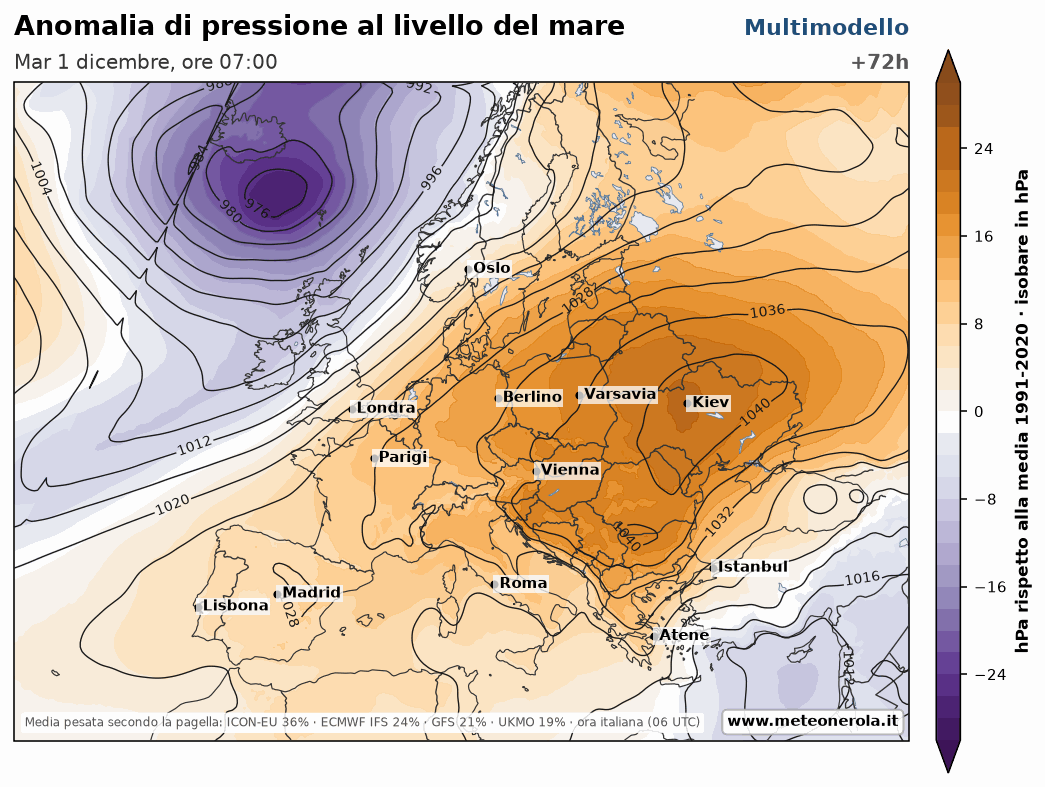 Anomalia di pressione al livello del mare
Multimodello
Mar 1 dicembre, ore 07:00
+72h
992
1004
984
996
980
976
Oslo
1028
1036
24
16
8
0
−8
−16
−24
hPa rispetto alla media 1991-2020 · isobare in hPa
Berlino
Varsavia
Kiev
Londra
1040
1012
Parigi
Vienna
1020
1032
1040
Istanbul
1016
Roma
Madrid
Lisbona
1028
Atene
1012
Media pesata secondo la pagella: ICON-EU 36% · ECMWF IFS 24% · GFS 21% · UKMO 19% · ora italiana (06 UTC)
www.meteonerola.it